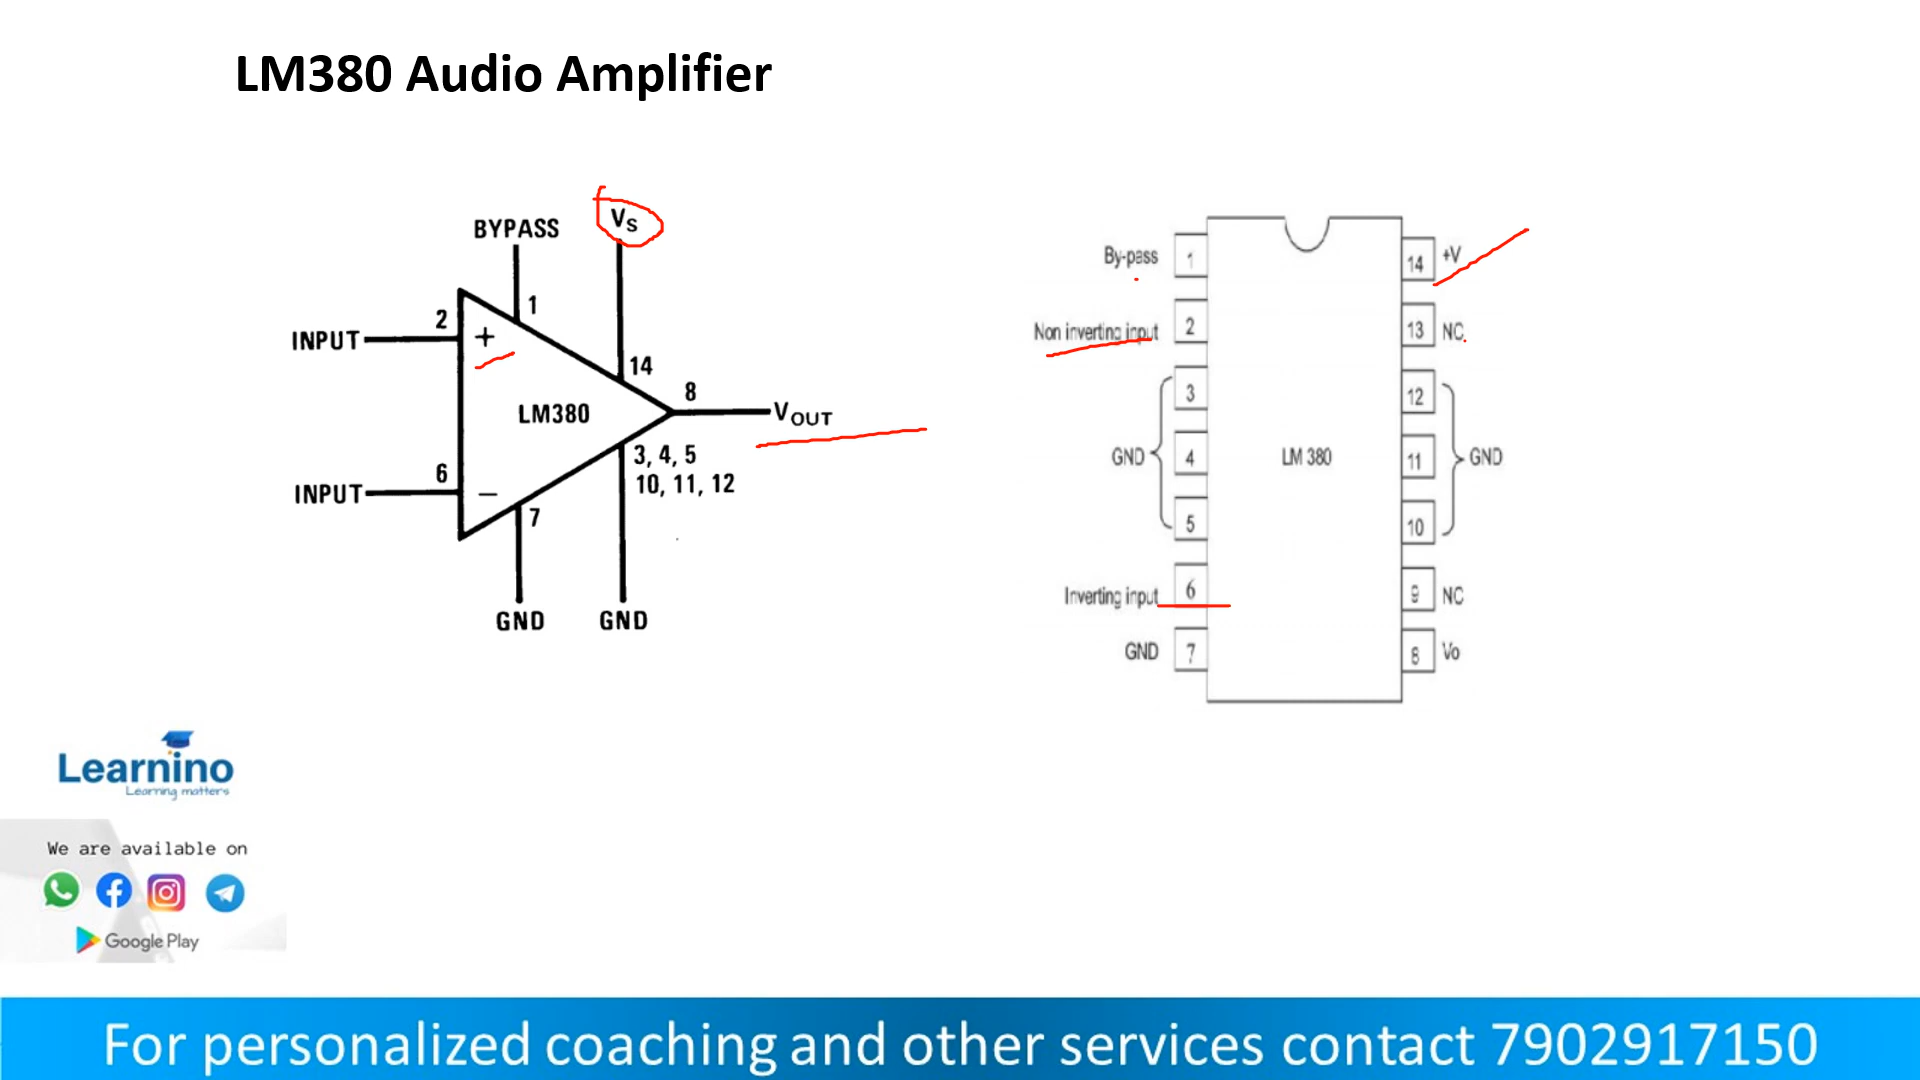 LM380 Audio Amplifier
BYPASS
VS
1
2
INPUT
+
14
8
LM380
VOUT
3, 4, 5
10, 11, 12
6
INPUT
–
7
GND
GND
By-pass
1
14
+V
Non inverting input
2
13
NC
3
12
GND
4
LM 380
11
GND
5
10
Inverting input
6
9
NC
GND
7
8
Vo
Learnino
Learning matters
We are available on
Google Play
For personalized coaching and other services contact 7902917150